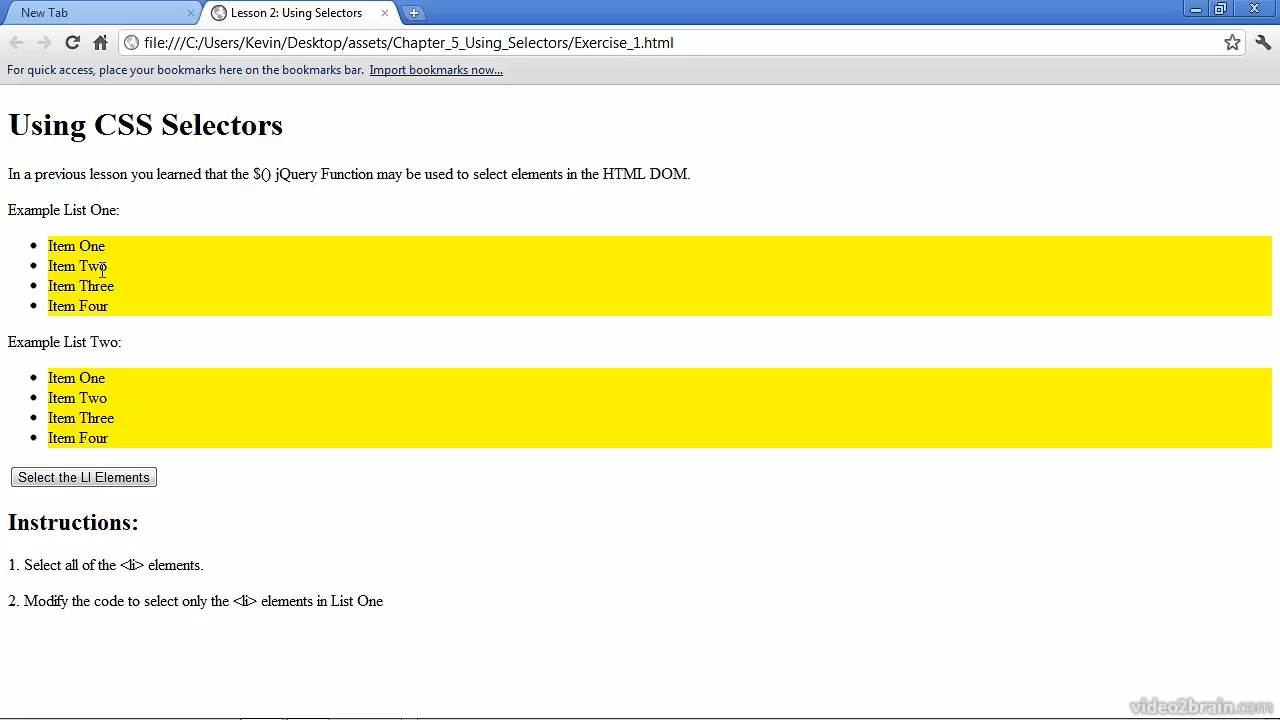 New Tab
Lesson 2: Using Selectors
file:///C:/Users/Kevin/Desktop/assets/Chapter_5_Using_Selectors/Exercise_1.html
For quick access, place your bookmarks here on the bookmarks bar. Import bookmarks now...
Using CSS Selectors
In a previous lesson you learned that the $() jQuery Function may be used to select elements in the HTML DOM.
Example List One:
Item One
Item Two
Item Three
Item Four
Example List Two:
Item One
Item Two
Item Three
Item Four
Select the LI Elements
Instructions:
1. Select all of the <li> elements.
2. Modify the code to select only the <li> elements in List One
video2brain.com